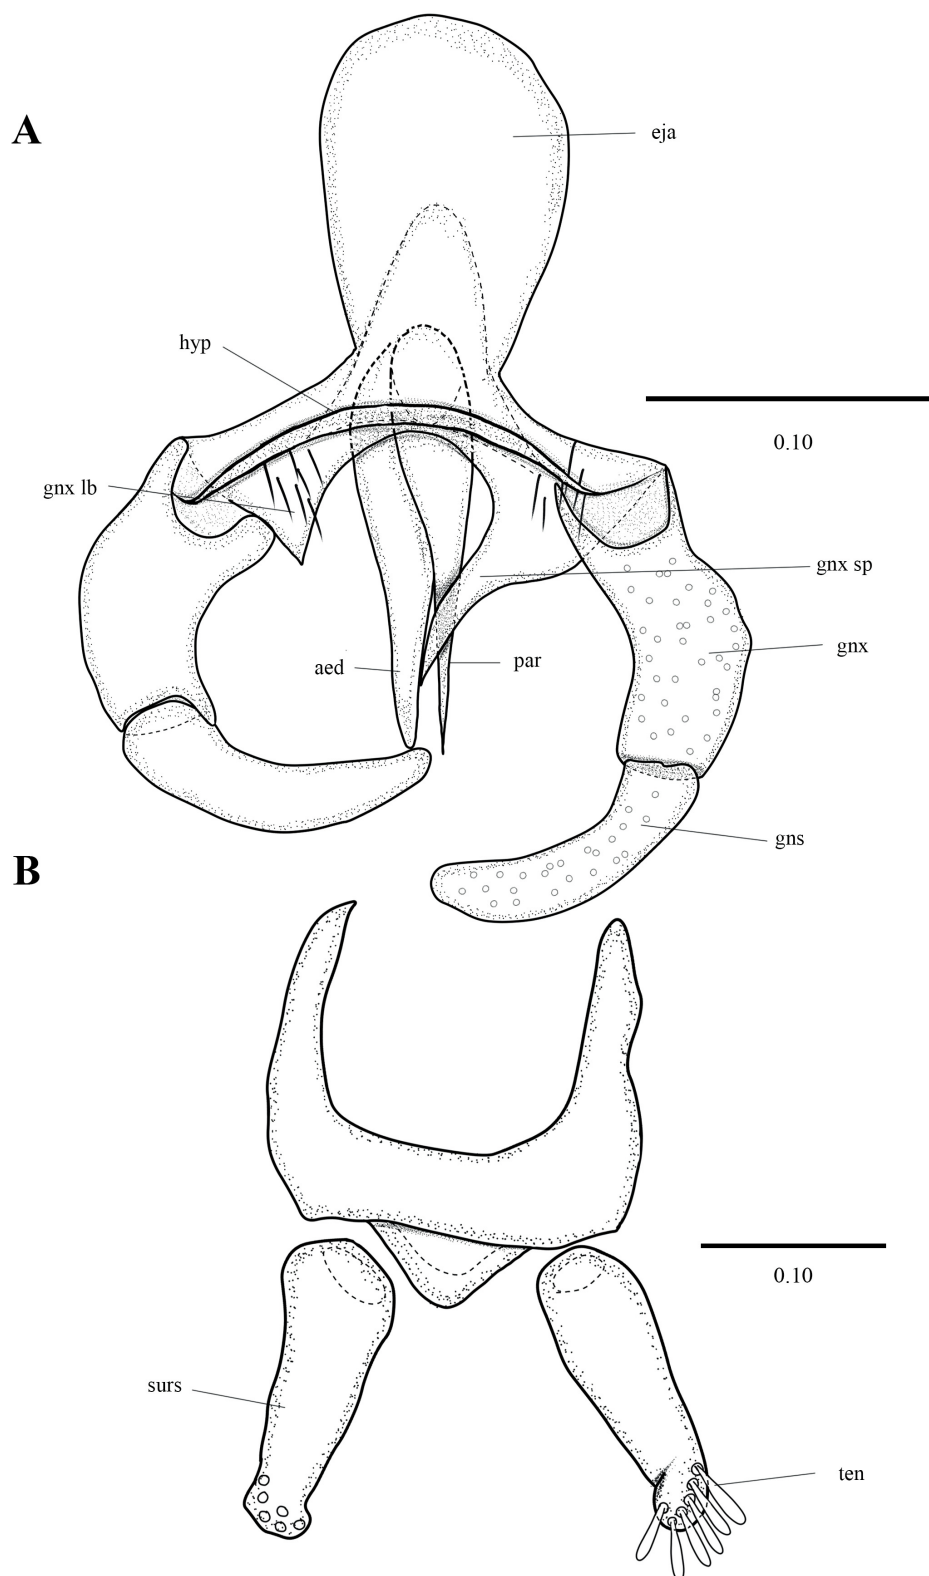 A
eja
hyp
0.10
gnx lb
gnx sp
gnx
aed
par
gns
B
0.10
surs
ten